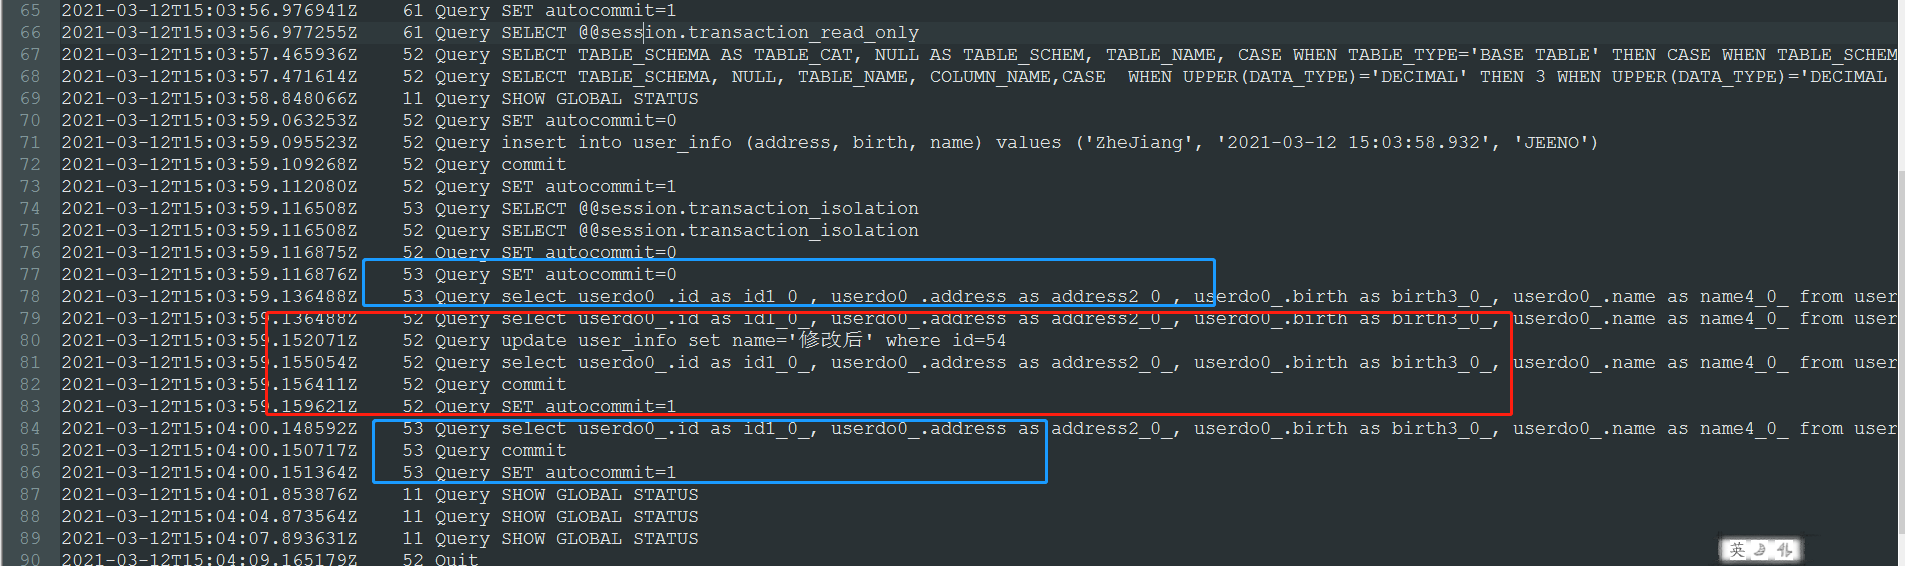 65 2021-03-12T15:03:56.976941Z 61 Query SET autocommit=1
66 2021-03-12T15:03:56.977255Z 61 Query SELECT @@session.transaction_read_only
67 2021-03-12T15:03:57.465936Z 52 Query SELECT TABLE_SCHEMA AS TABLE_CAT, NULL AS TABLE_SCHEM, TABLE_NAME, CASE WHEN TABLE_TYPE='BASE TABLE' THEN CASE WHEN TABLE_SCHEM
68 2021-03-12T15:03:57.471614Z 52 Query SELECT TABLE_SCHEMA, NULL, TABLE_NAME, COLUMN_NAME,CASE  WHEN UPPER(DATA_TYPE)='DECIMAL' THEN 3 WHEN UPPER(DATA_TYPE)='DECIMAL
69 2021-03-12T15:03:58.848066Z 11 Query SHOW GLOBAL STATUS
70 2021-03-12T15:03:59.063253Z 52 Query SET autocommit=0
71 2021-03-12T15:03:59.095523Z 52 Query insert into user_info (address, birth, name) values ('ZheJiang', '2021-03-12 15:03:58.932', 'JEENO')
72 2021-03-12T15:03:59.109268Z 52 Query commit
73 2021-03-12T15:03:59.112080Z 52 Query SET autocommit=1
74 2021-03-12T15:03:59.116508Z 53 Query SELECT @@session.transaction_isolation
75 2021-03-12T15:03:59.116508Z 52 Query SELECT @@session.transaction_isolation
76 2021-03-12T15:03:59.116875Z 52 Query SET autocommit=0
77 2021-03-12T15:03:59.116876Z 53 Query SET autocommit=0
78 2021-03-12T15:03:59.136488Z 53 Query select userdo0_.id as id1_0_, userdo0_.address as address2_0_, userdo0_.birth as birth3_0_, userdo0_.name as name4_0_ from user
79 2021-03-12T15:03:59.136488Z 52 Query select userdo0_.id as id1_0_, userdo0_.address as address2_0_, userdo0_.birth as birth3_0_, userdo0_.name as name4_0_ from user
80 2021-03-12T15:03:59.152071Z 52 Query update user_info set name='修改后' where id=54
81 2021-03-12T15:03:59.155054Z 52 Query select userdo0_.id as id1_0_, userdo0_.address as address2_0_, userdo0_.birth as birth3_0_, userdo0_.name as name4_0_ from user
82 2021-03-12T15:03:59.156411Z 52 Query commit
83 2021-03-12T15:03:59.159621Z 52 Query SET autocommit=1
84 2021-03-12T15:04:00.148592Z 53 Query select userdo0_.id as id1_0_, userdo0_.address as address2_0_, userdo0_.birth as birth3_0_, userdo0_.name as name4_0_ from user
85 2021-03-12T15:04:00.150717Z 53 Query commit
86 2021-03-12T15:04:00.151364Z 53 Query SET autocommit=1
87 2021-03-12T15:04:01.853876Z 11 Query SHOW GLOBAL STATUS
88 2021-03-12T15:04:04.873564Z 11 Query SHOW GLOBAL STATUS
89 2021-03-12T15:04:07.893631Z 11 Query SHOW GLOBAL STATUS
英
90 2021-03-12T15:04:09.165179Z 52 Quit